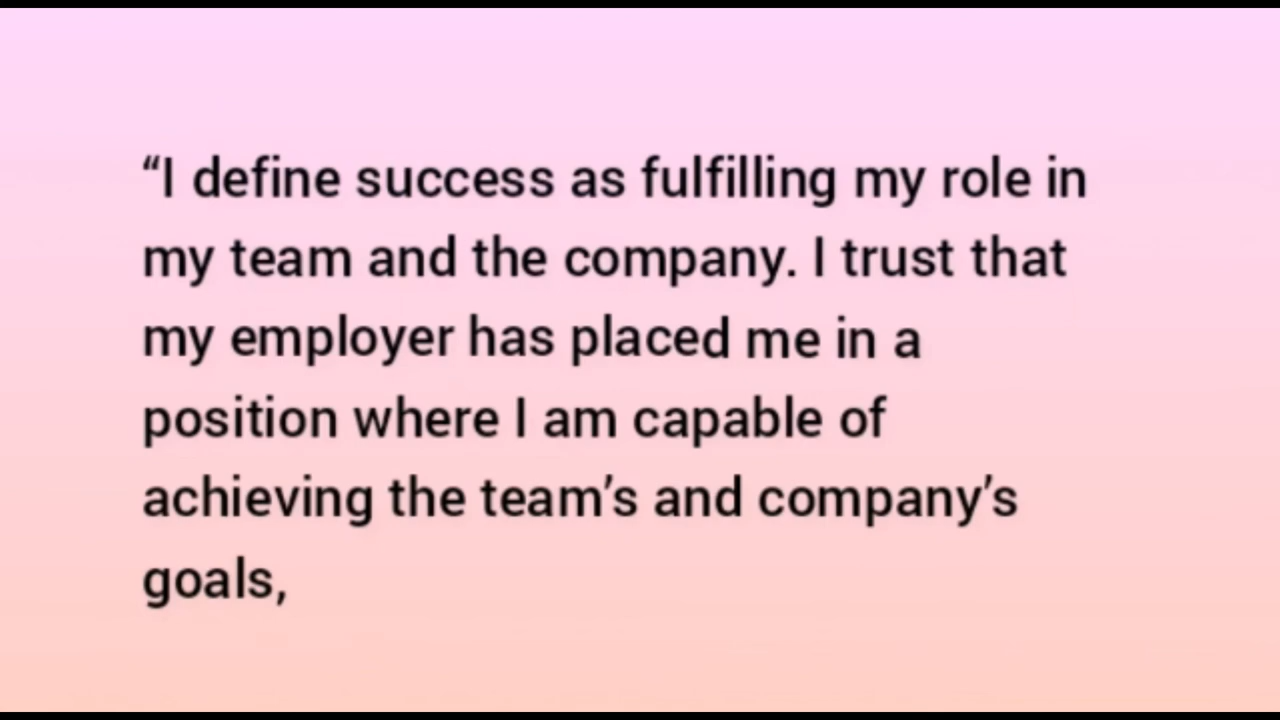 “I define success as fulfilling my role in
my team and the company. I trust that
my employer has placed me in a
position where I am capable of
achieving the team’s and company’s
goals,